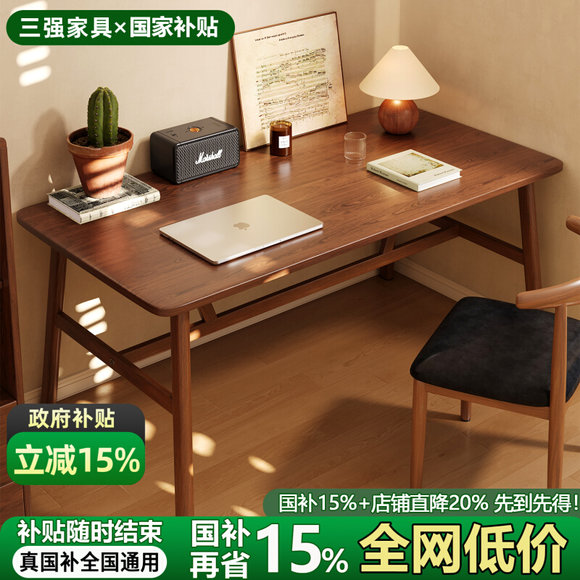 三强家具×国家补贴
Marshall
政府补贴
立减15%
国补15%+店铺直降20% 先到先得!
补贴随时结束
真国补全国通用
国补
再省
15%
全网低价